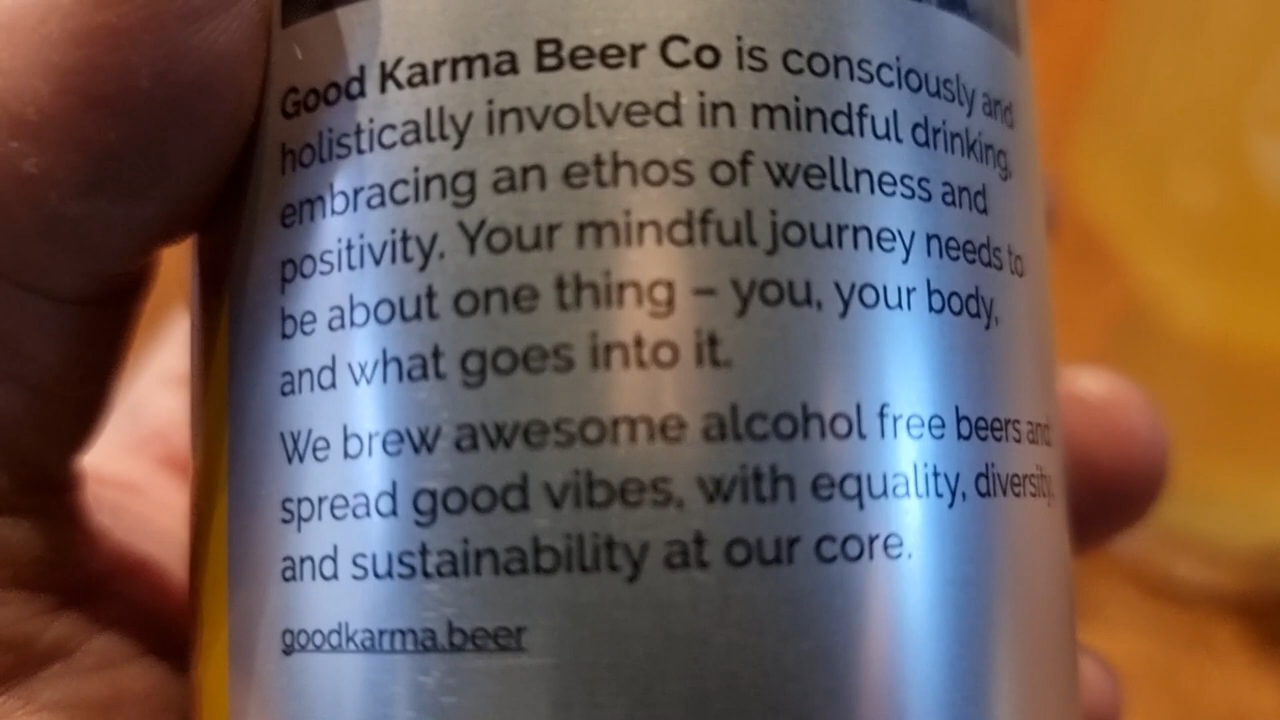 Good Karma Beer Co is consciously and
holistically involved in mindful drinking,
embracing an ethos of wellness and
positivity. Your mindful journey needs to
be about one thing – you, your body,
and what goes into it.
We brew awesome alcohol free beers and
spread good vibes, with equality, diversity,
and sustainability at our core.
goodkarma.beer